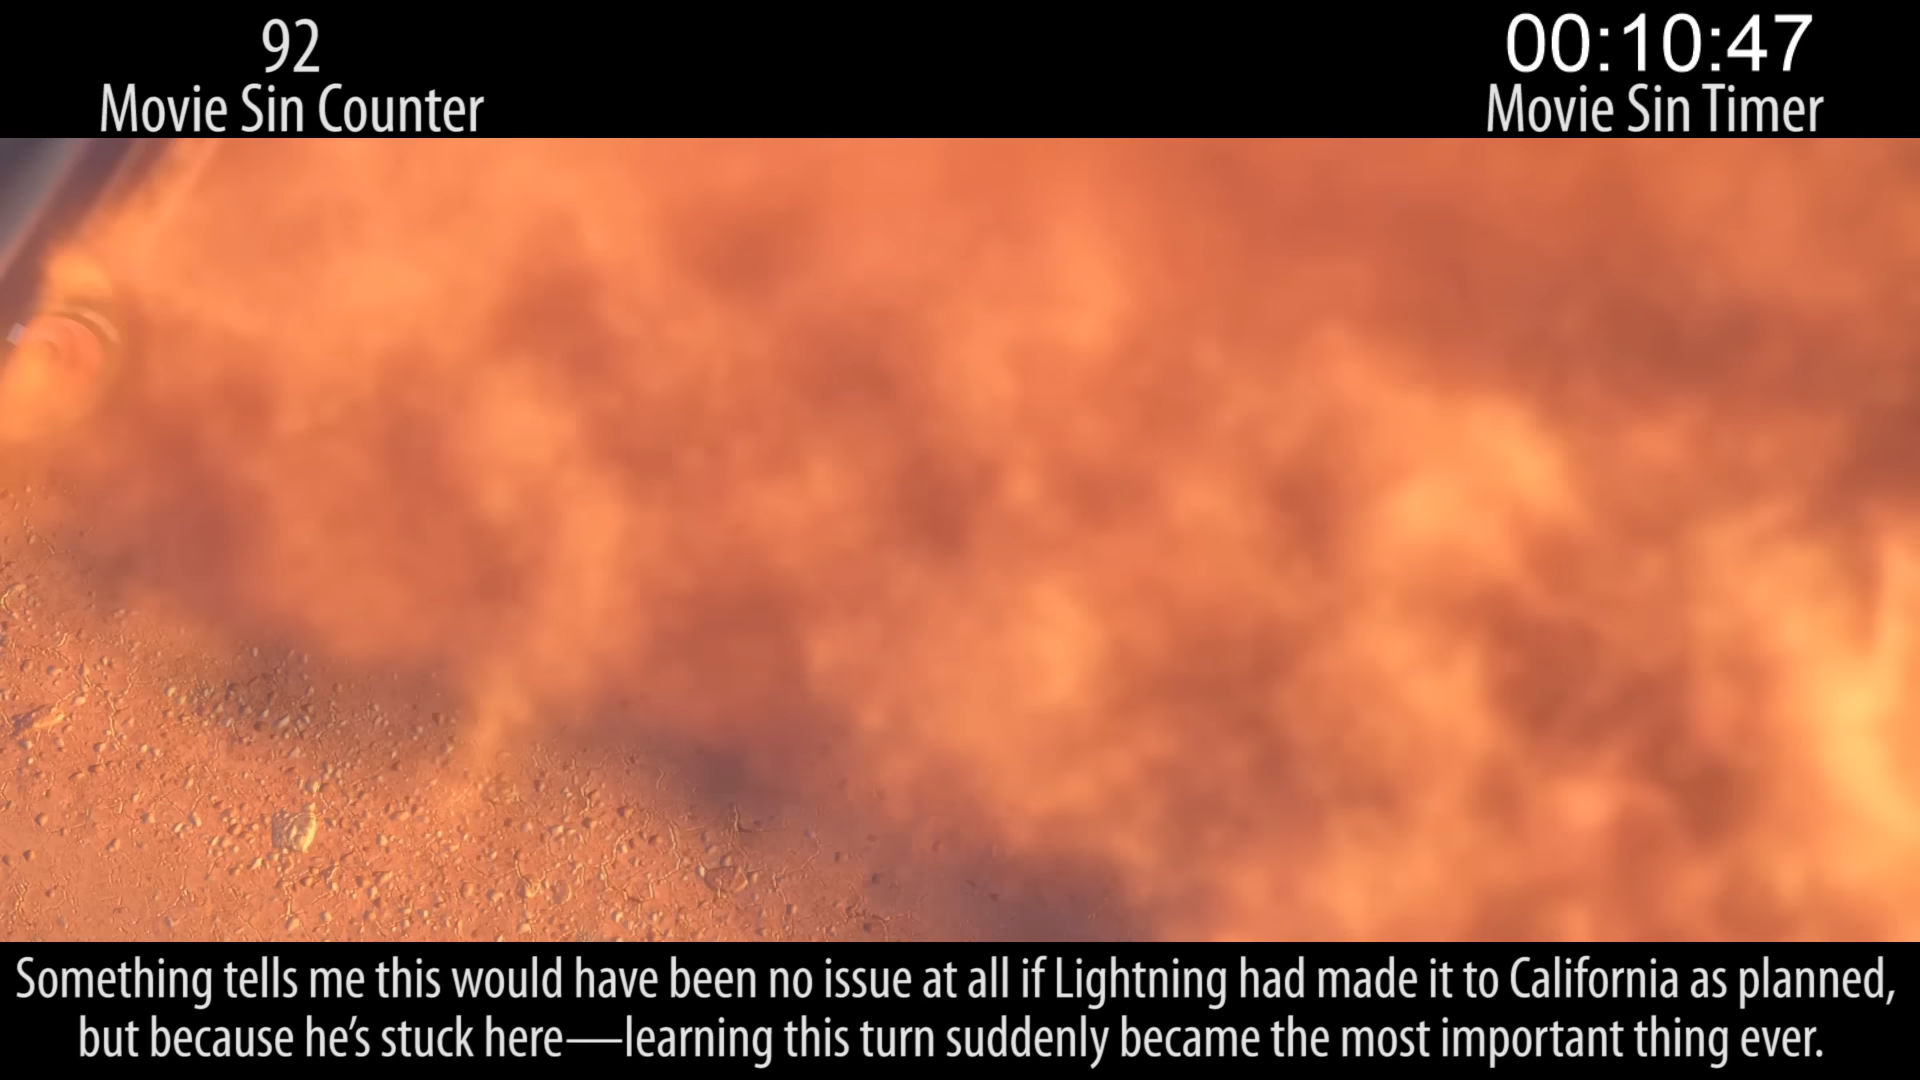 92
Movie Sin Counter
00:10:47
Movie Sin Timer
Something tells me this would have been no issue at all if Lightning had made it to California as planned,
but because he's stuck here—learning this turn suddenly became the most important thing ever.